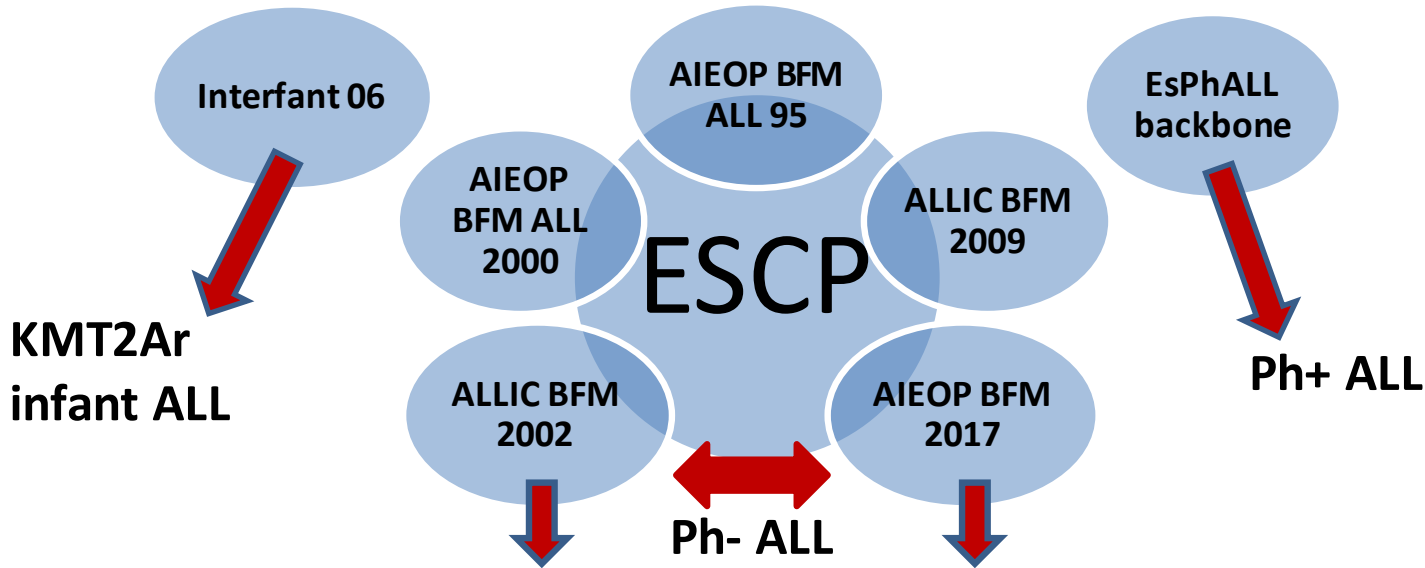 Interfant 06
AIEOP BFM
ALL 95
EsPhALL
backbone
AIEOP
BFM ALL
2000
ALLIC BFM
2009
ESCP
KMT2Ar
infant ALL
Ph+ ALL
ALLIC BFM
2002
AIEOP BFM
2017
Ph- ALL